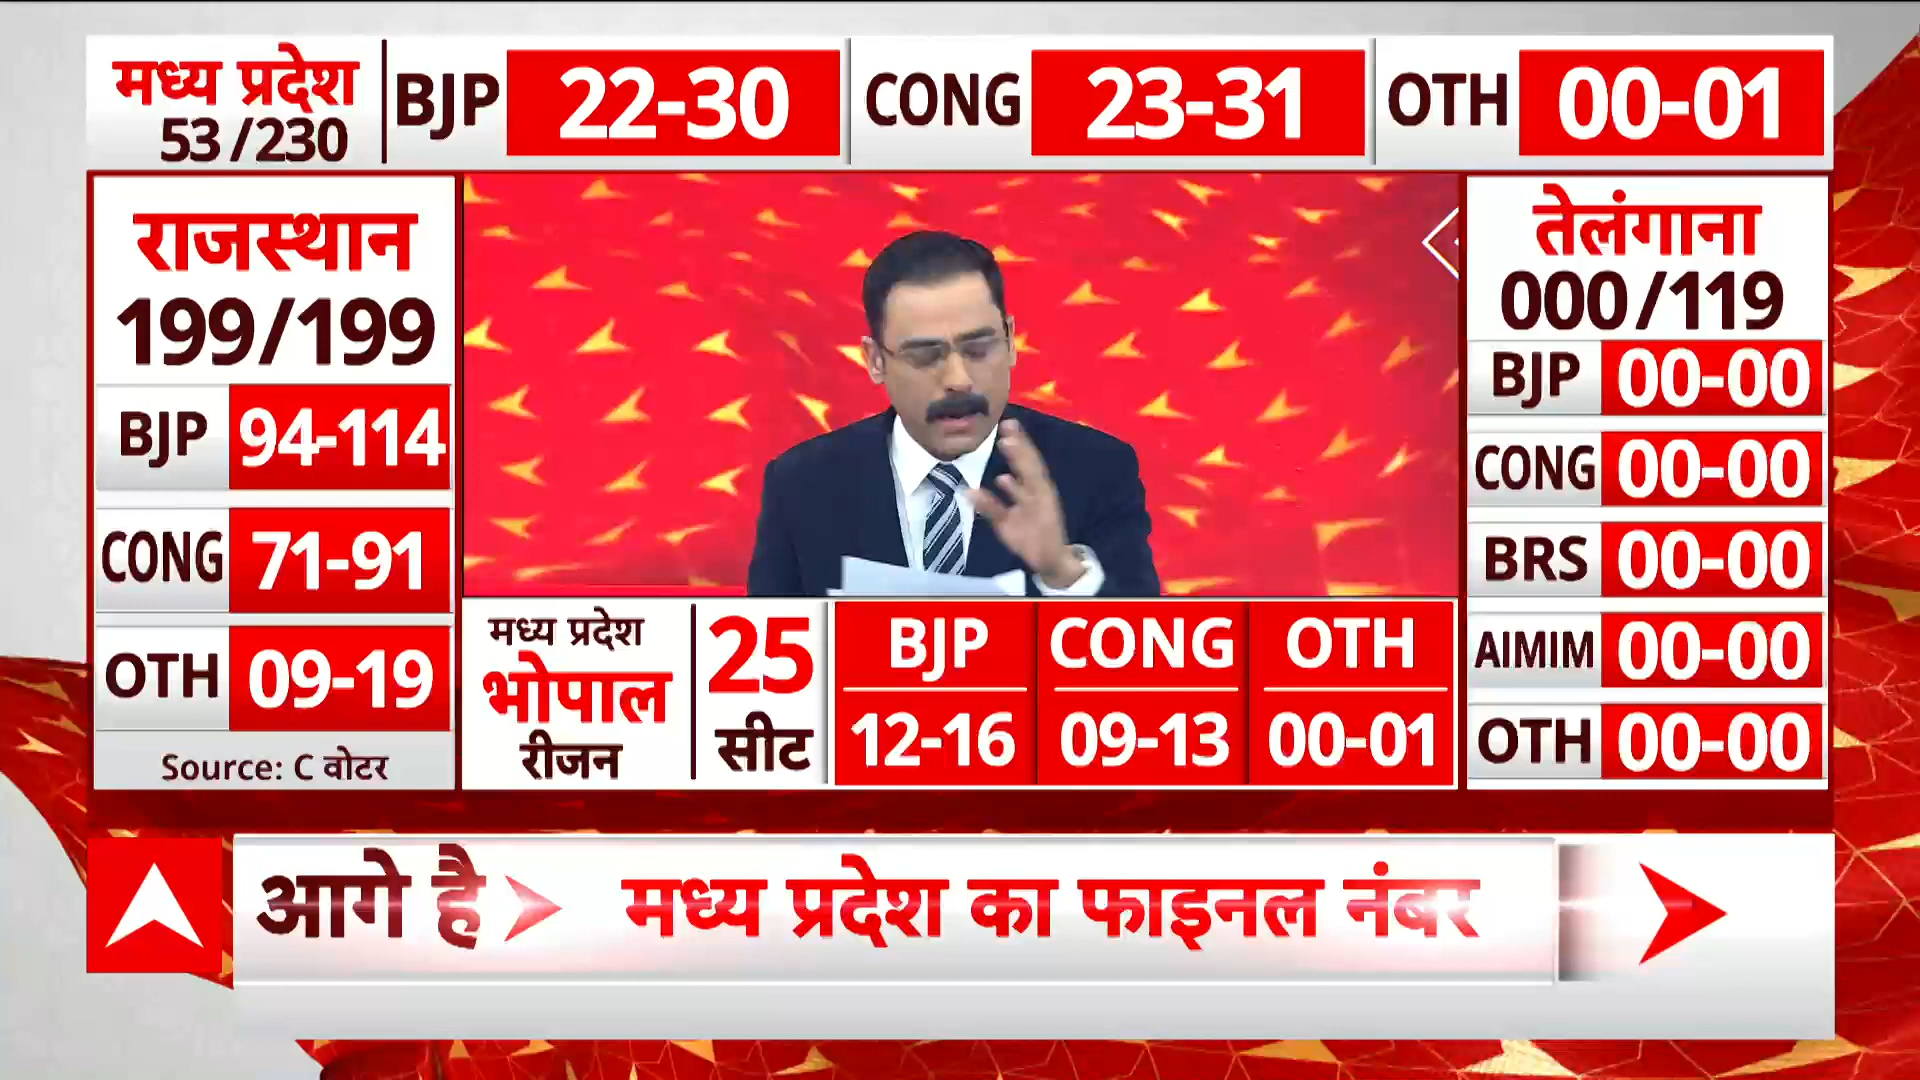 मध्य प्रदेश
53/230
BJP 22-30
CONG 23-31
OTH 00-01
राजस्थान
199/199
BJP 94-114
CONG 71-91
OTH 09-19
Source: C वोटर
मध्य प्रदेश
भोपाल
रीजन
25
सीट
BJP CONG OTH
12-16 09-13 00-01
तेलंगाना
000/119
BJP 00-00
CONG 00-00
BRS 00-00
AIMIM 00-00
OTH 00-00
आगे है मध्य प्रदेश का फाइनल नंबर